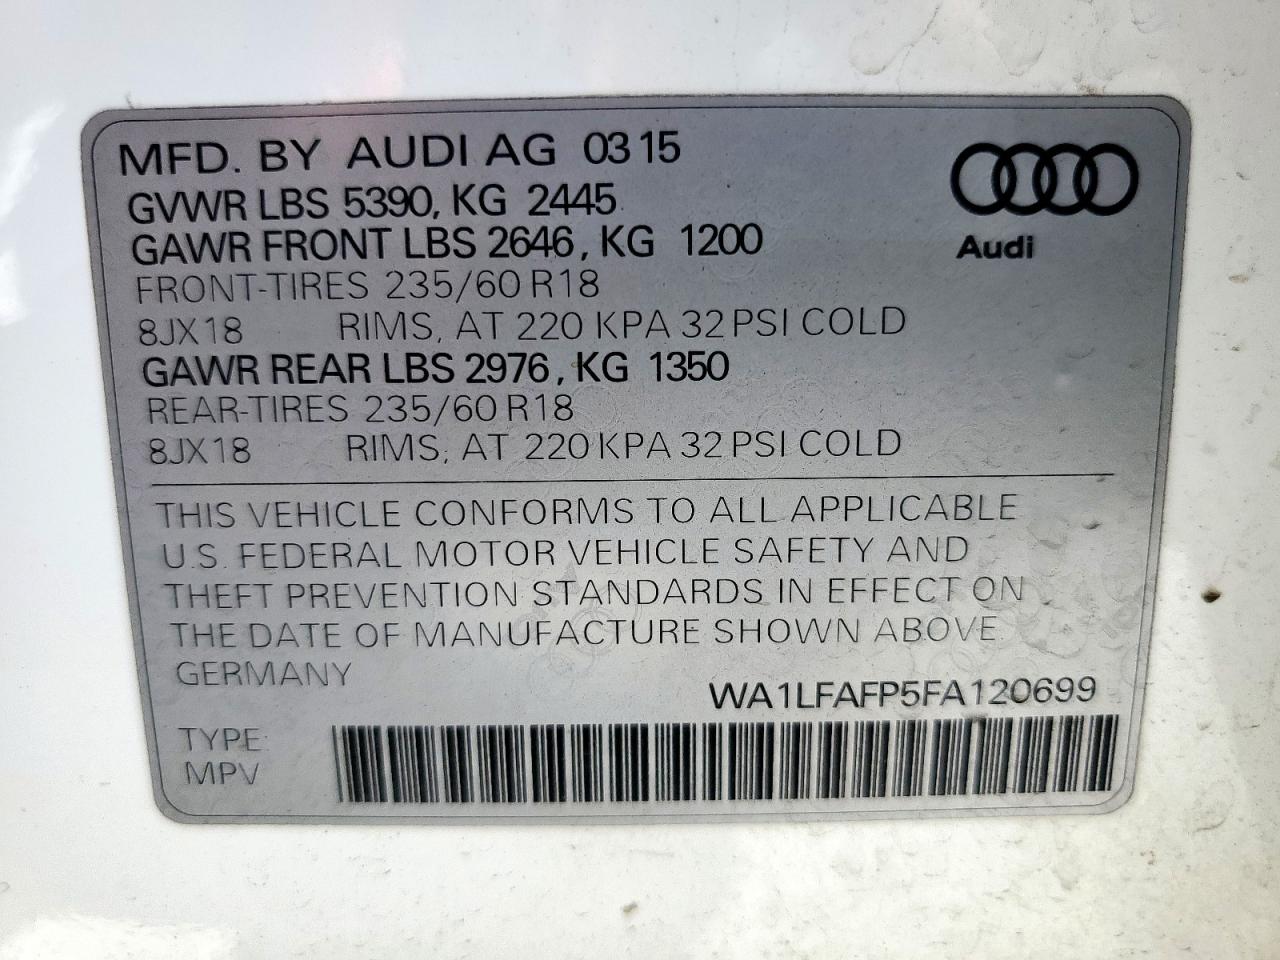 MFD. BY AUDI AG 03 15
GVWR LBS 5390, KG 2445
GAWR FRONT LBS 2646, KG 1200
Audi
FRONT-TIRES 235/60 R18
8JX18 RIMS, AT 220 KPA 32 PSI COLD
GAWR REAR LBS 2976, KG 1350
REAR-TIRES 235/60 R18
8JX18 RIMS, AT 220 KPA 32 PSI COLD
THIS VEHICLE CONFORMS TO ALL APPLICABLE
U.S. FEDERAL MOTOR VEHICLE SAFETY AND
THEFT PREVENTION STANDARDS IN EFFECT ON
THE DATE OF MANUFACTURE SHOWN ABOVE.
GERMANY
WA1LFAFP5FA120699
TYPE:
MPV